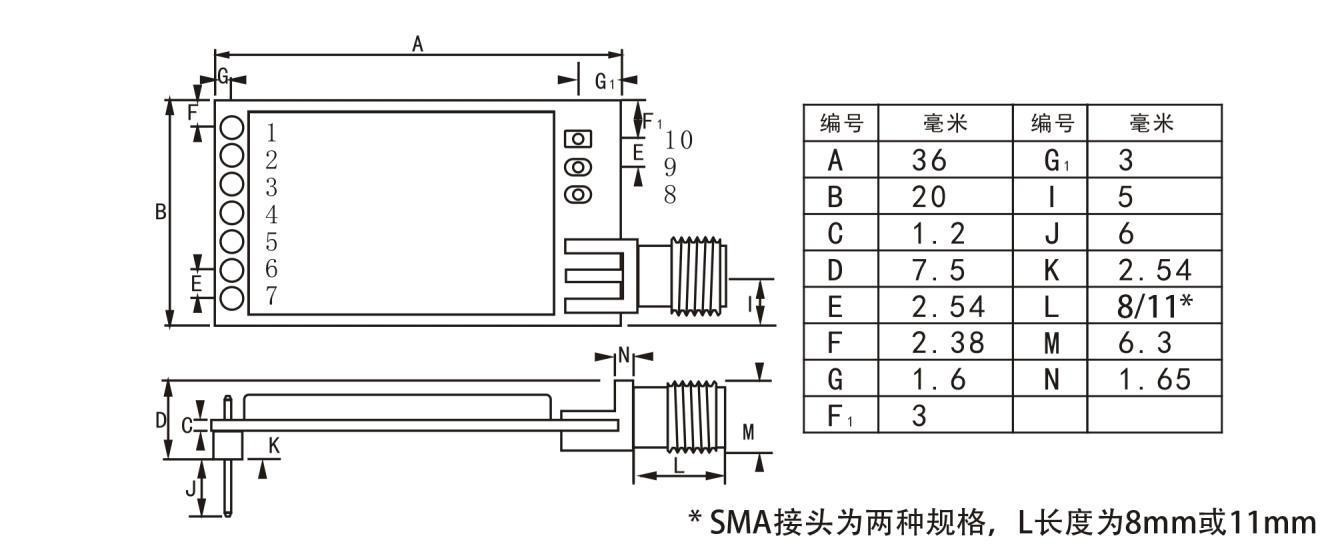 A
G
G1
F
F1
1
2
3
4
5
6
7
10
E
9
8
B
E
I
编号 毫米 编号 毫米
A 36 G1 3
B 20 I 5
C 1.2 J 6
D 7.5 K 2.54
E 2.54 L 8/11*
F 2.38 M 6.3
G 1.6 N 1.65
F1 3
N
D
C
K
M
L
J
* SMA接头为两种规格，L长度为8mm或11mm